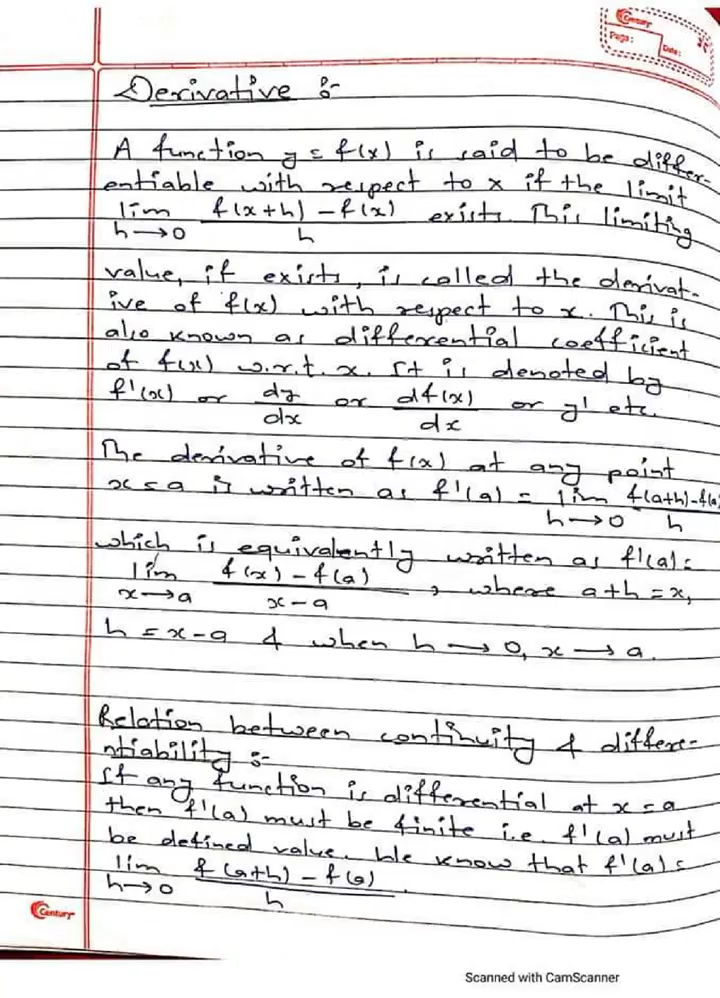 Century
Page: Date:
Derivative :-
A function y = f(x) is said to be differ-
entiable with respect to x if the limit
lim h→0 (f(x+h) - f(x))/h exists. This limiting
value, if exists, is called the derivat-
ive of f(x) with respect to x. This is
also known as differential coefficient
of f(x) w.r.t. x. It is denoted by
f'(x) or dy/dx or df(x)/dx or y' etc.
The derivative of f(x) at any point
x = a is written as f'(a) = lim h→0 (f(a+h)-f(a)/h
which is equivalently written as f'(a) =
lim x→a (f(x) - f(a))/(x-a), where a+h = x,
h = x-a & when h → 0, x → a.
Relation between continuity & differe-
ntiability :-
If any function is differential at x = a
then f'(a) must be finite i.e. f'(a) must
be defined value. We know that f'(a) =
lim h→0 (f(a+h) - f(a))/h.
Century
Scanned with CamScanner